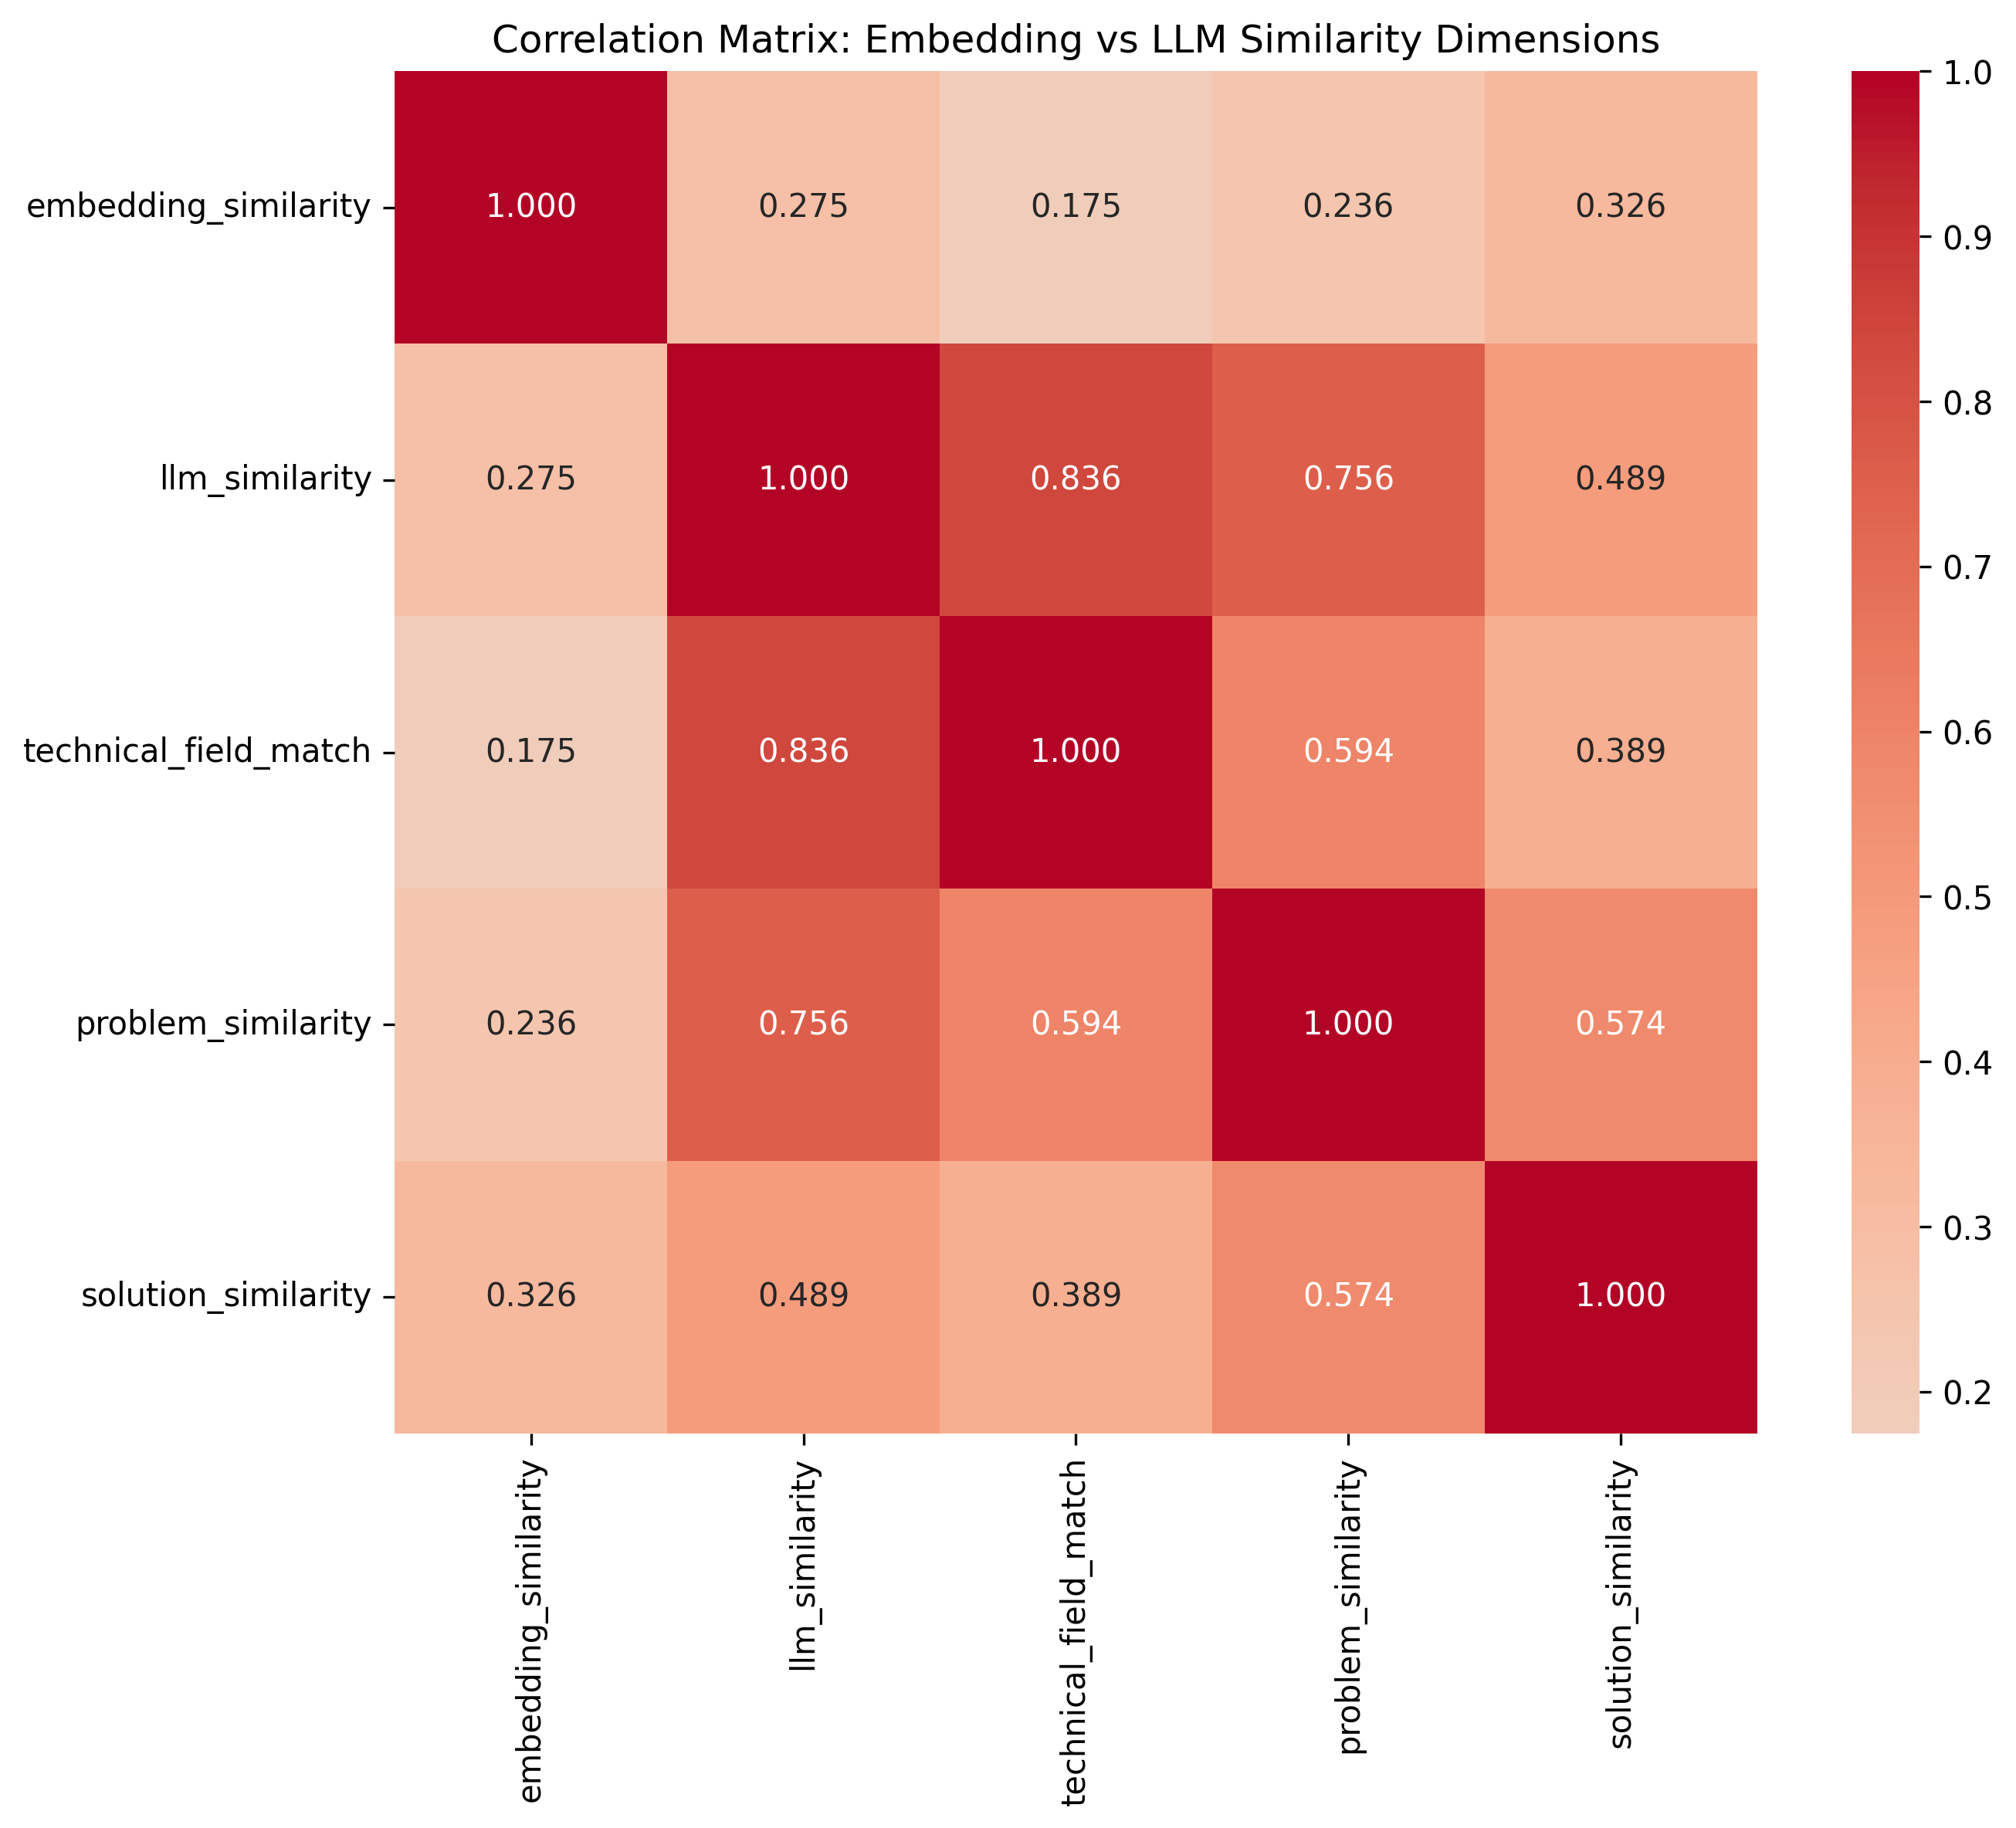 Correlation Matrix: Embedding vs LLM Similarity Dimensions
embedding_similarity 1.000 0.275 0.175 0.236 0.326
llm_similarity 0.275 1.000 0.836 0.756 0.489
technical_field_match 0.175 0.836 1.000 0.594 0.389
problem_similarity 0.236 0.756 0.594 1.000 0.574
solution_similarity 0.326 0.489 0.389 0.574 1.000
embedding_similarity
llm_similarity
technical_field_match
problem_similarity
solution_similarity
1.0
0.9
0.8
0.7
0.6
0.5
0.4
0.3
0.2